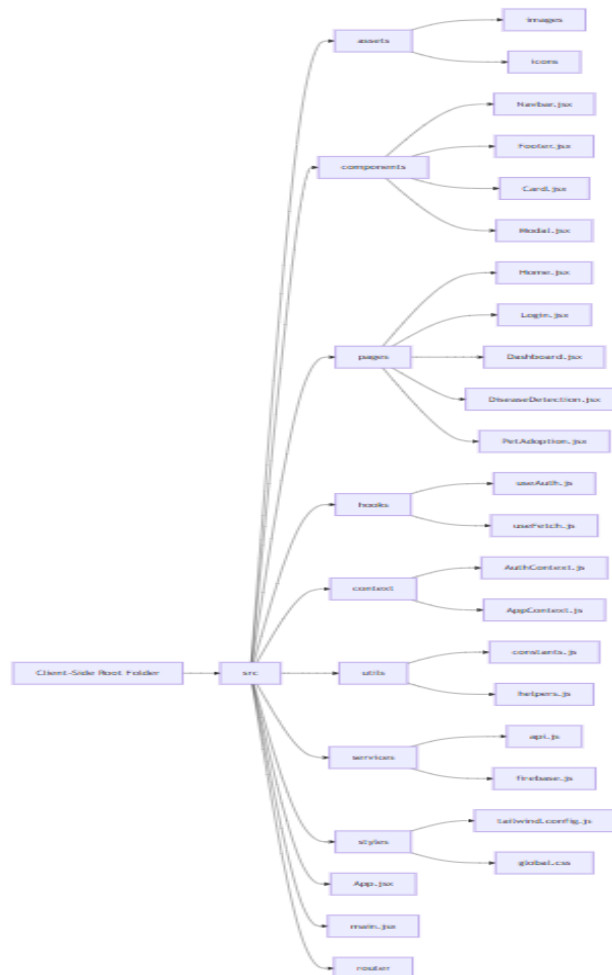 images
assets
icons
Navbar.jsx
Footer.jsx
components
Card.jsx
Modal.jsx
Home.jsx
Login.jsx
pages
Dashboard.jsx
DiseaseDetection.jsx
PetAdoption.jsx
useAuth.js
hooks
useFetch.js
AuthContext.js
context
AppContext.js
constants.js
Client-Side Root Folder
src
utils
helpers.js
api.js
services
firebase.js
tailwind.config.js
styles
global.css
App.jsx
main.jsx
router